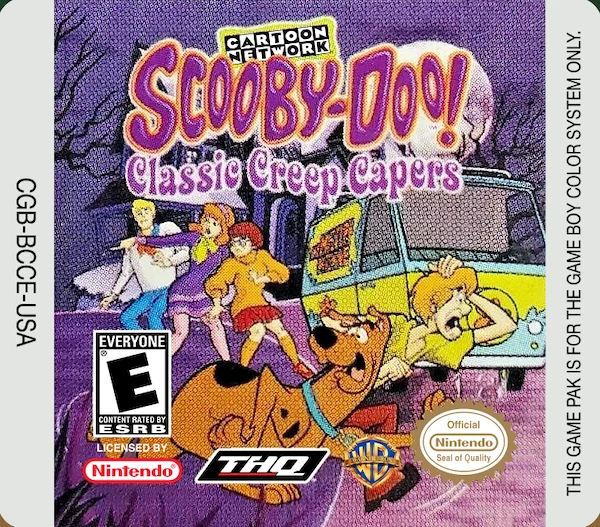 CARTOON
NETWORK
SCOOBY-DOO!
Classic Creep Capers
CGB-BCCE-USA
THIS GAME PAK IS FOR THE GAME BOY COLOR SYSTEM ONLY.
EVERYONE
E
®
CONTENT RATED BY
ESRB
LICENSED BY
Nintendo®
THQ
WB
Official
Nintendo
Seal of Quality